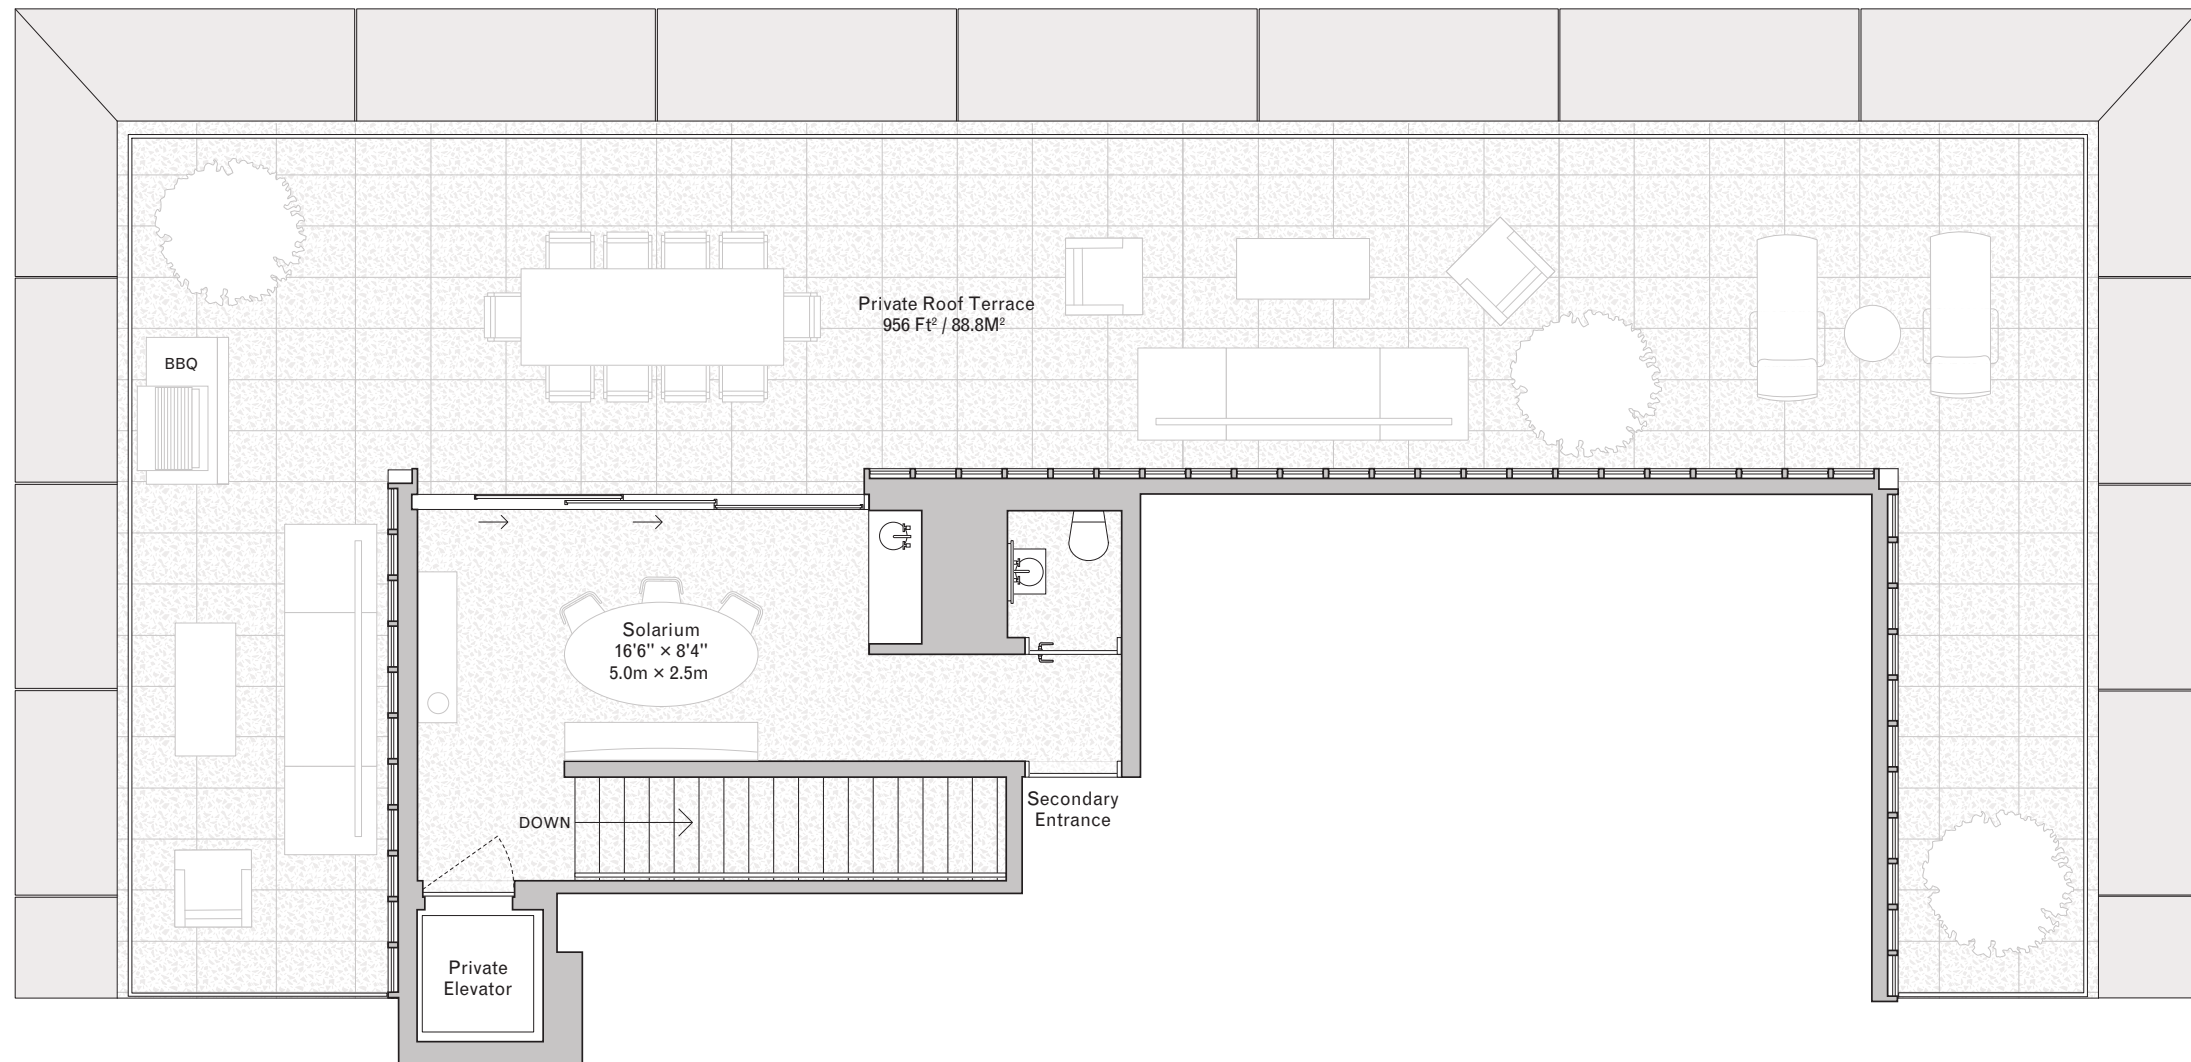 Private Roof Terrace
956 Ft² / 88.8M²
BBQ
Solarium
16'6" × 8'4"
5.0m × 2.5m
DOWN
Secondary
Entrance
Private
Elevator